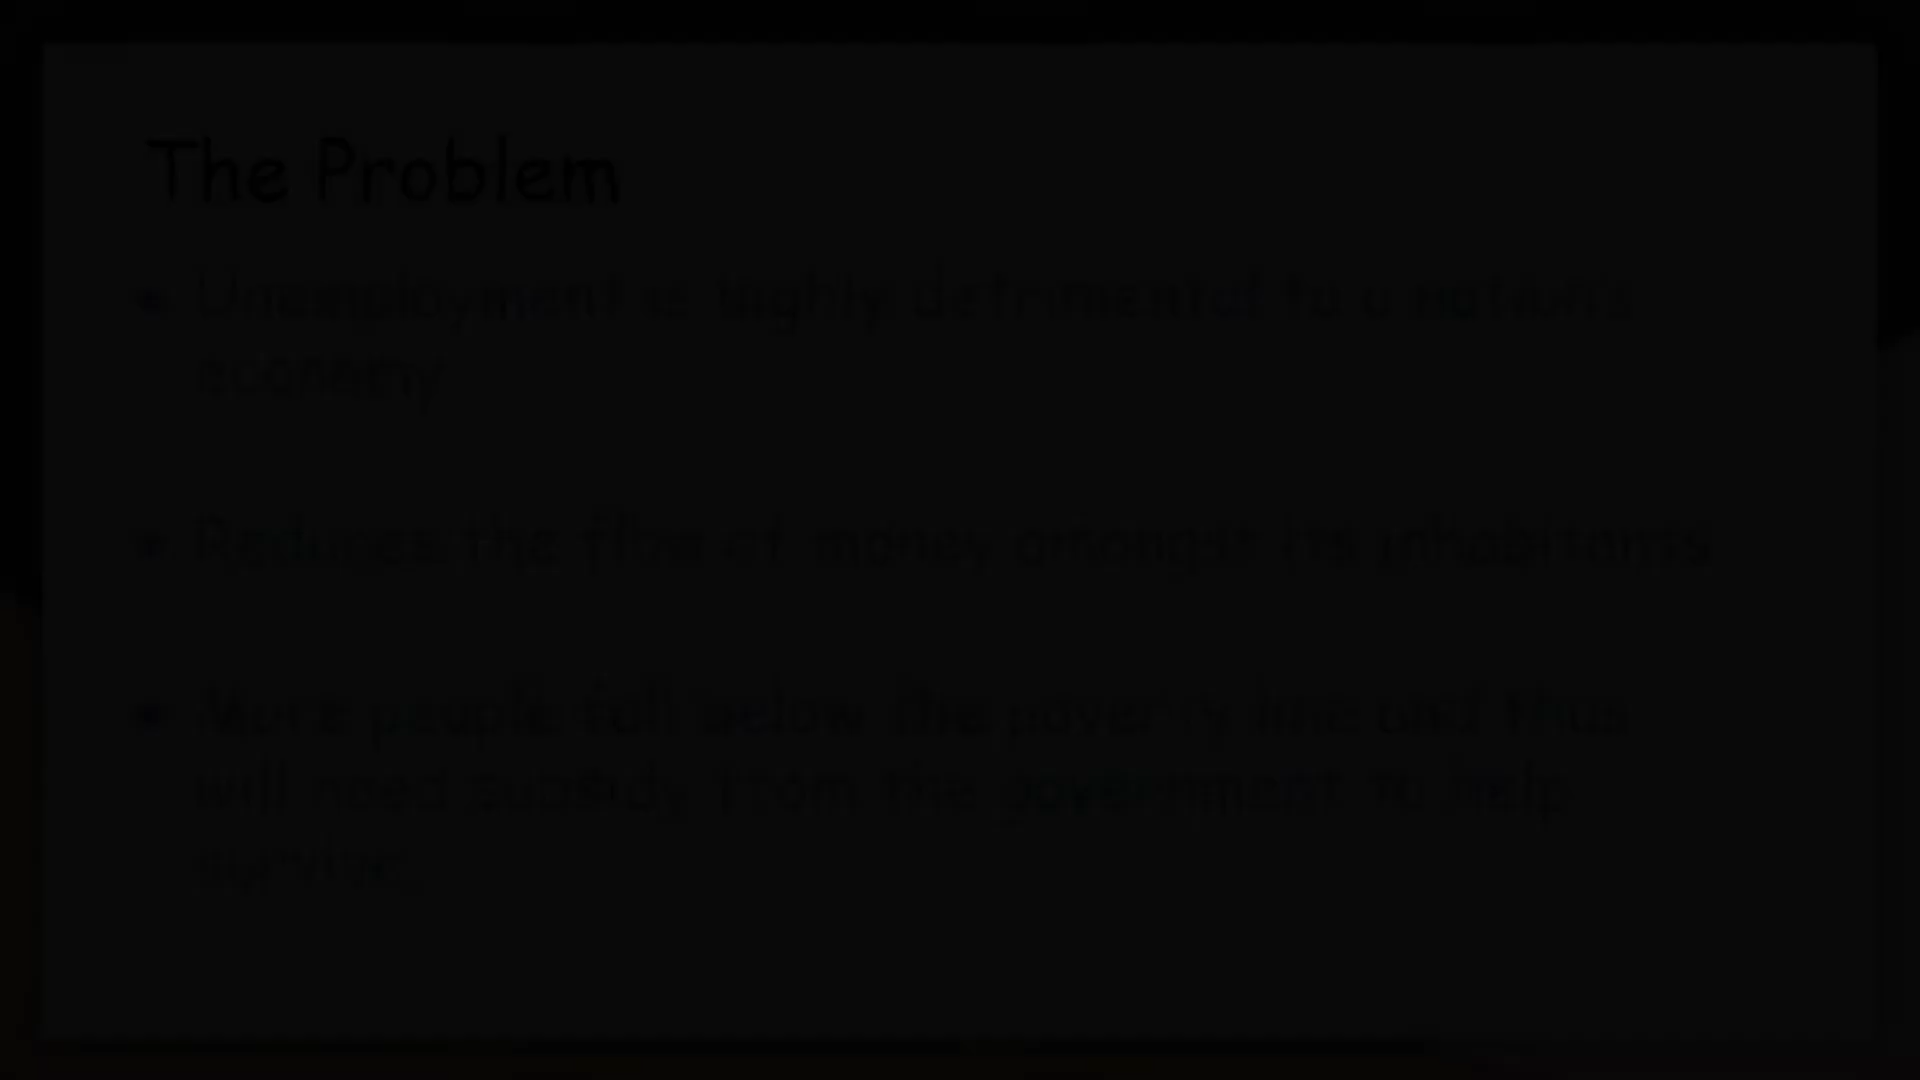 The Problem
Unemployment is highly detrimental to a nation's
economy
Reduces the flow of money amongst its inhabitants
More people fall below the poverty line and thus
will need subsidy from the government to help
survive